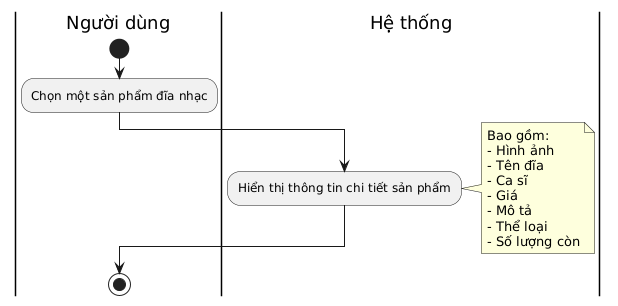 Người dùng
Hệ thống
Chọn một sản phẩm đĩa nhạc
Hiển thị thông tin chi tiết sản phẩm
Bao gồm:
- Hình ảnh
- Tên đĩa
- Ca sĩ
- Giá
- Mô tả
- Thể loại
- Số lượng còn